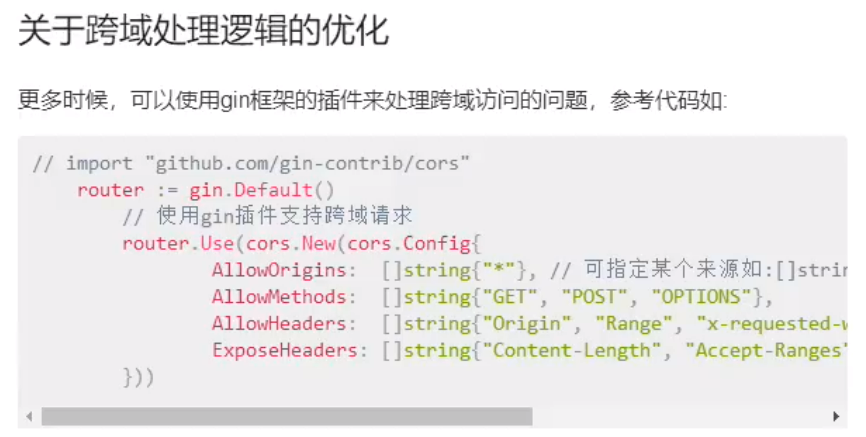 关于跨域处理逻辑的优化
更多时候，可以使用gin框架的插件来处理跨域访问的问题，参考代码如:
// import "github.com/gin-contrib/cors"
router := gin.Default()
// 使用gin插件支持跨域请求
router.Use(cors.New(cors.Config{
AllowOrigins:  []string{"*"}, // 可指定某个来源如:[]strin
AllowMethods:  []string{"GET", "POST", "OPTIONS"},
AllowHeaders:  []string{"Origin", "Range", "x-requested-w
ExposeHeaders: []string{"Content-Length", "Accept-Ranges"
}))